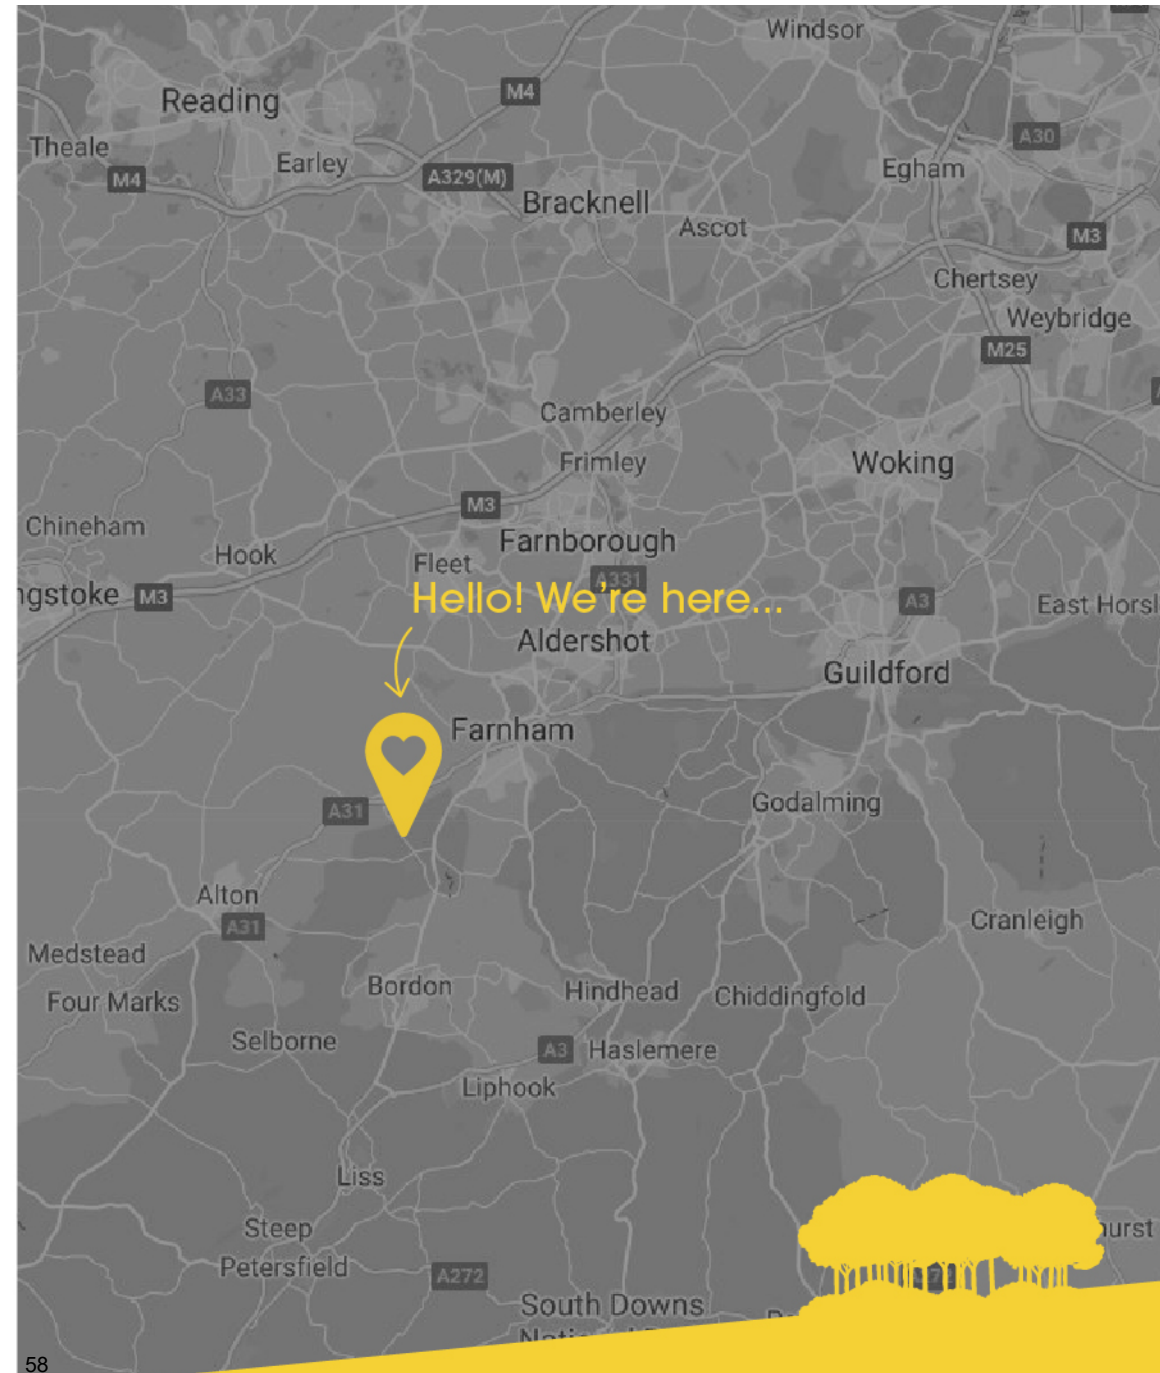 Windsor
Reading
M4
A30
Theale
Earley
M4
A329(M)
Egham
Bracknell
Ascot
M3
Chertsey
Weybridge
M25
A33
Camberley
Frimley
Woking
M3
Chineham
Hook
Farnborough
Fleet
A331
ngstoke
M3
Hello! We're here...
A3
East Horsl
Aldershot
Guildford
Farnham
Godalming
A31
Alton
A31
Cranleigh
Medstead
Bordon
Hindhead
Chiddingfold
Four Marks
Selborne
A3
Haslemere
Liphook
Liss
Steep
urst
Petersfield
A272
South Downs
58